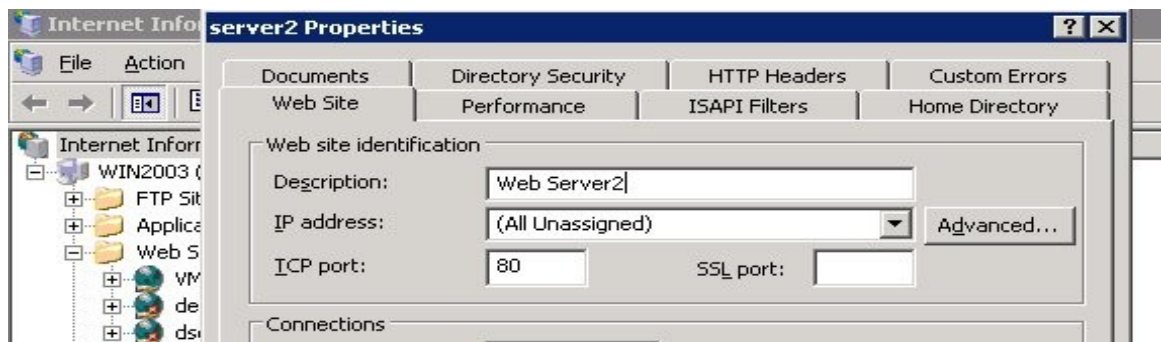 Internet Infor
server2 Properties
File Action
Documents Directory Security HTTP Headers Custom Errors
Web Site Performance ISAPI Filters Home Directory
Internet Inforr
WIN2003 (
FTP Sit
Applica
Web S
VM
de
dse
Web site identification
Description: Web Server2
IP address: (All Unassigned) Advanced...
TCP port: 80 SSL port:
Connections